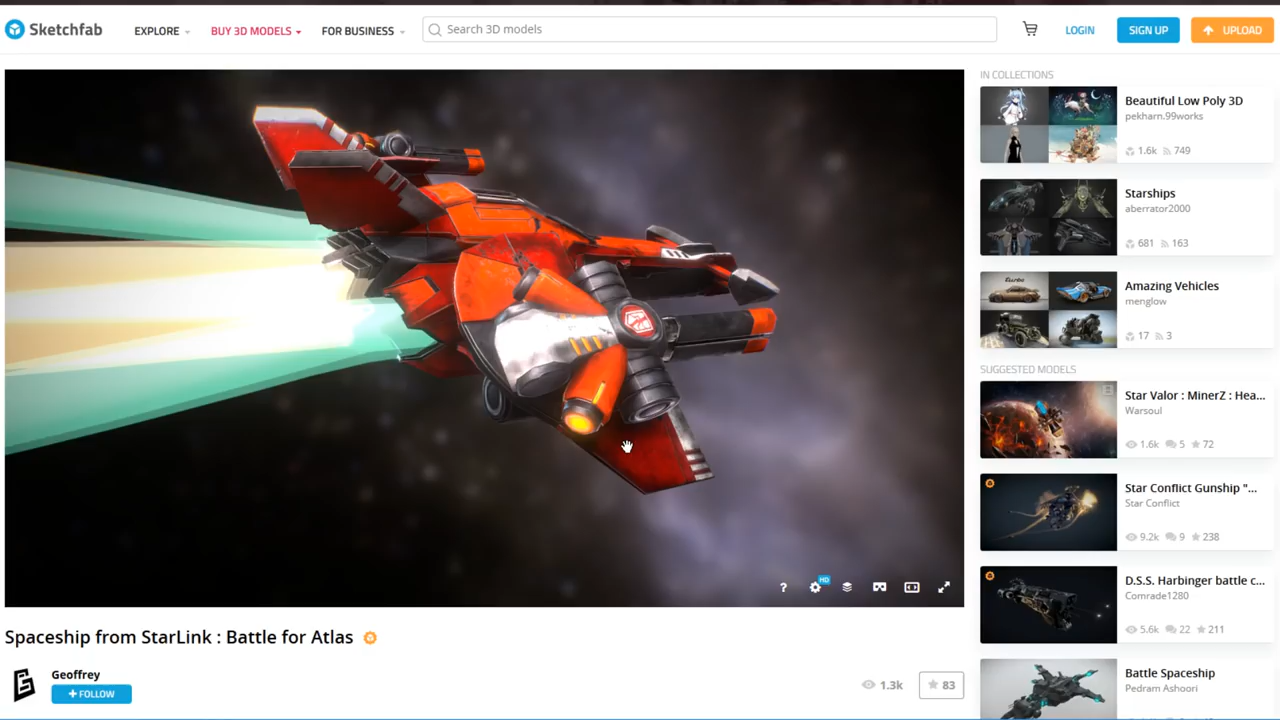 Sketchfab
EXPLORE
BUY 3D MODELS
FOR BUSINESS
Search 3D models
LOGIN
SIGN UP
UPLOAD
HD
?
Spaceship from StarLink : Battle for Atlas
Geoffrey
+ FOLLOW
1.3k
83
IN COLLECTIONS
Beautiful Low Poly 3D
pekharn.99works
1.6k 749
Starships
aberrator2000
681 163
Turbo
Amazing Vehicles
menglow
17 3
SUGGESTED MODELS
Star Valor : MinerZ : Hea...
Warsoul
1.6k 5 72
Star Conflict Gunship "...
Star Conflict
9.2k 9 238
D.S.S. Harbinger battle c...
Comrade1280
5.6k 22 211
Battle Spaceship
Pedram Ashoori